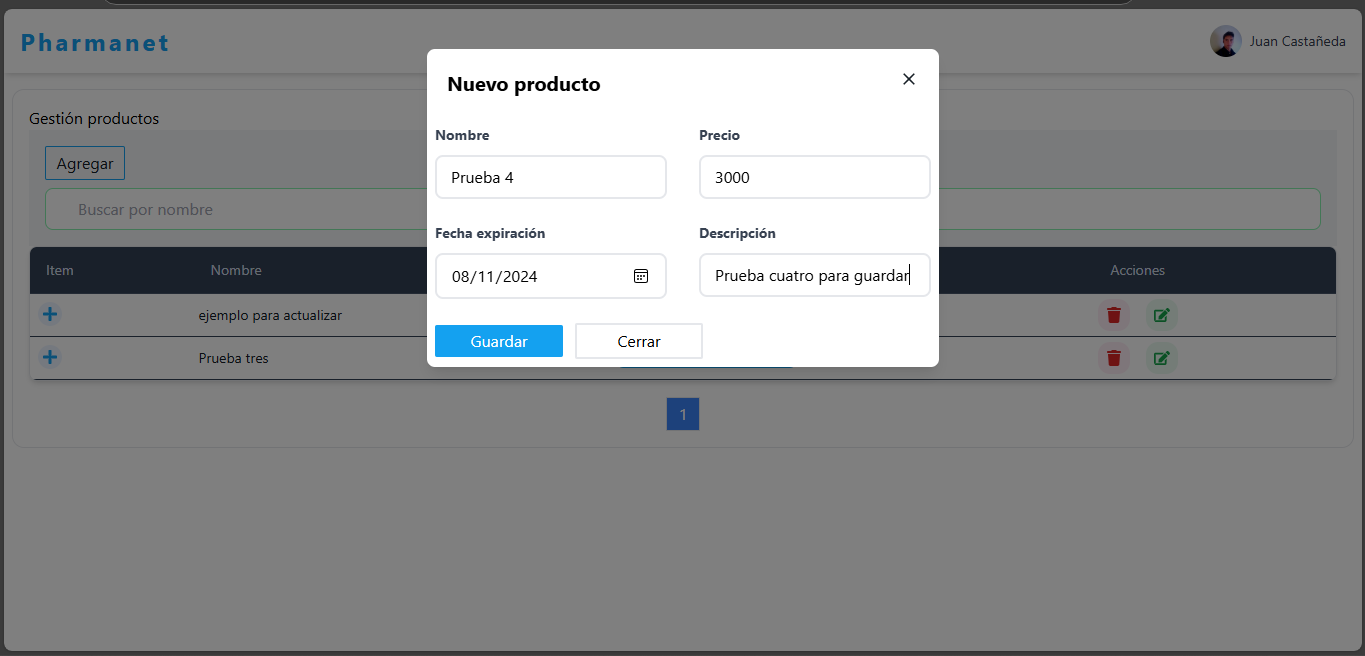 Pharmanet
Juan Castañeda
Nuevo producto
Gestión productos
Agregar
Buscar por nombre
Nombre
Precio
Prueba 4
3000
Fecha expiración
Descripción
08/11/2024
Prueba cuatro para guardar
Guardar
Cerrar
Item
Nombre
Acciones
ejemplo para actualizar
Prueba tres
1